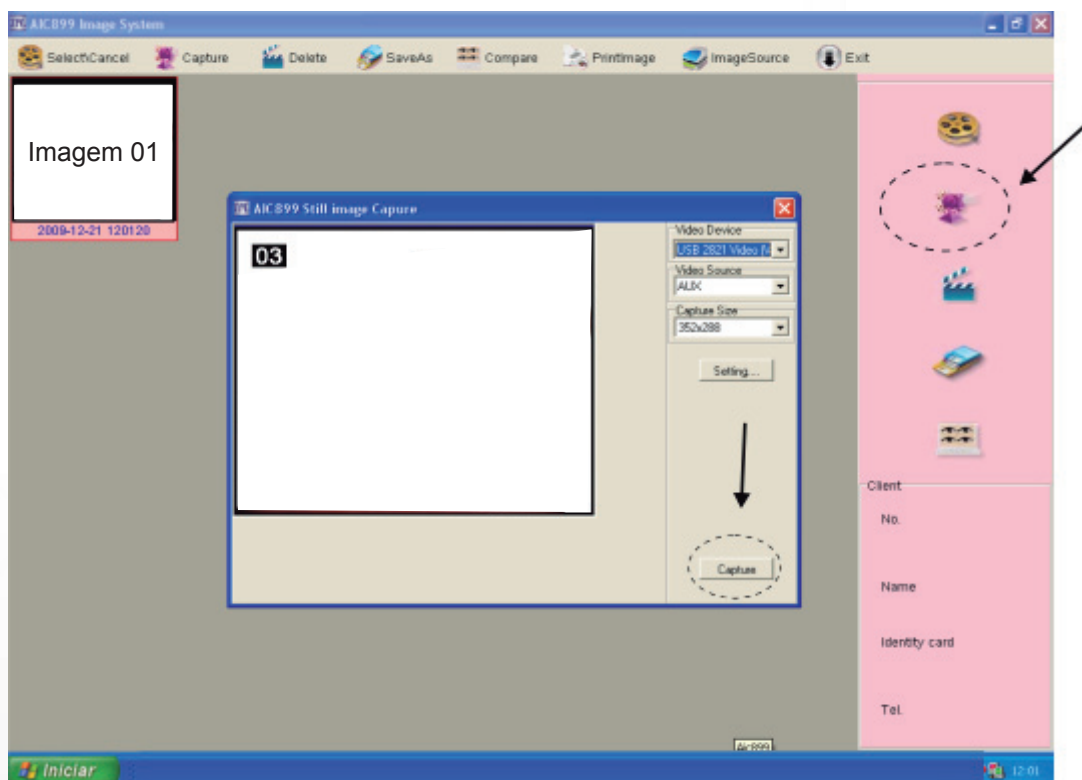 AIC899 Image System
Select\Cancel Capture Delete SaveAs Compare PrintImage ImageSource Exit
Imagem 01
2009-12-21 120120
AIC899 Still image Capure
03
Video Device
USB 2821 Video
Video Source
AUX
Capture Size
352x288
Setting...
Capture
Client
No.
Name
Identity card
Tel.
Aic899
Iniciar
12:01